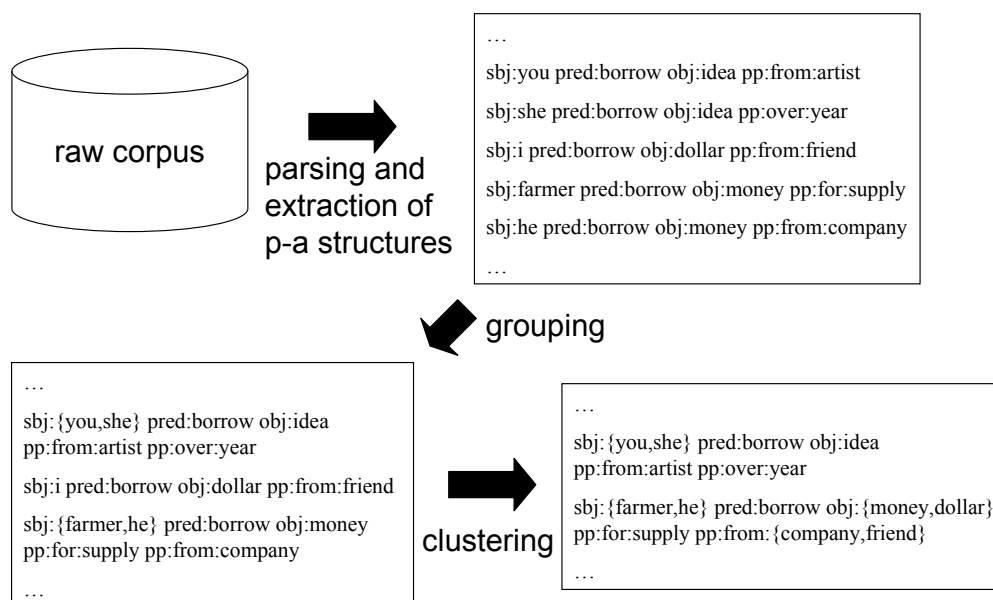 raw corpus
parsing and
extraction of
p-a structures
…
sbj:you pred:borrow obj:idea pp:from:artist
sbj:she pred:borrow obj:idea pp:over:year
sbj:i pred:borrow obj:dollar pp:from:friend
sbj:farmer pred:borrow obj:money pp:for:supply
sbj:he pred:borrow obj:money pp:from:company
…
grouping
…
sbj:{you,she} pred:borrow obj:idea
pp:from:artist pp:over:year
sbj:i pred:borrow obj:dollar pp:from:friend
sbj:{farmer,he} pred:borrow obj:money
pp:for:supply pp:from:company
…
clustering
…
sbj:{you,she} pred:borrow obj:idea
pp:from:artist pp:over:year
sbj:{farmer,he} pred:borrow obj:{money,dollar}
pp:for:supply pp:from:{company,friend}
…